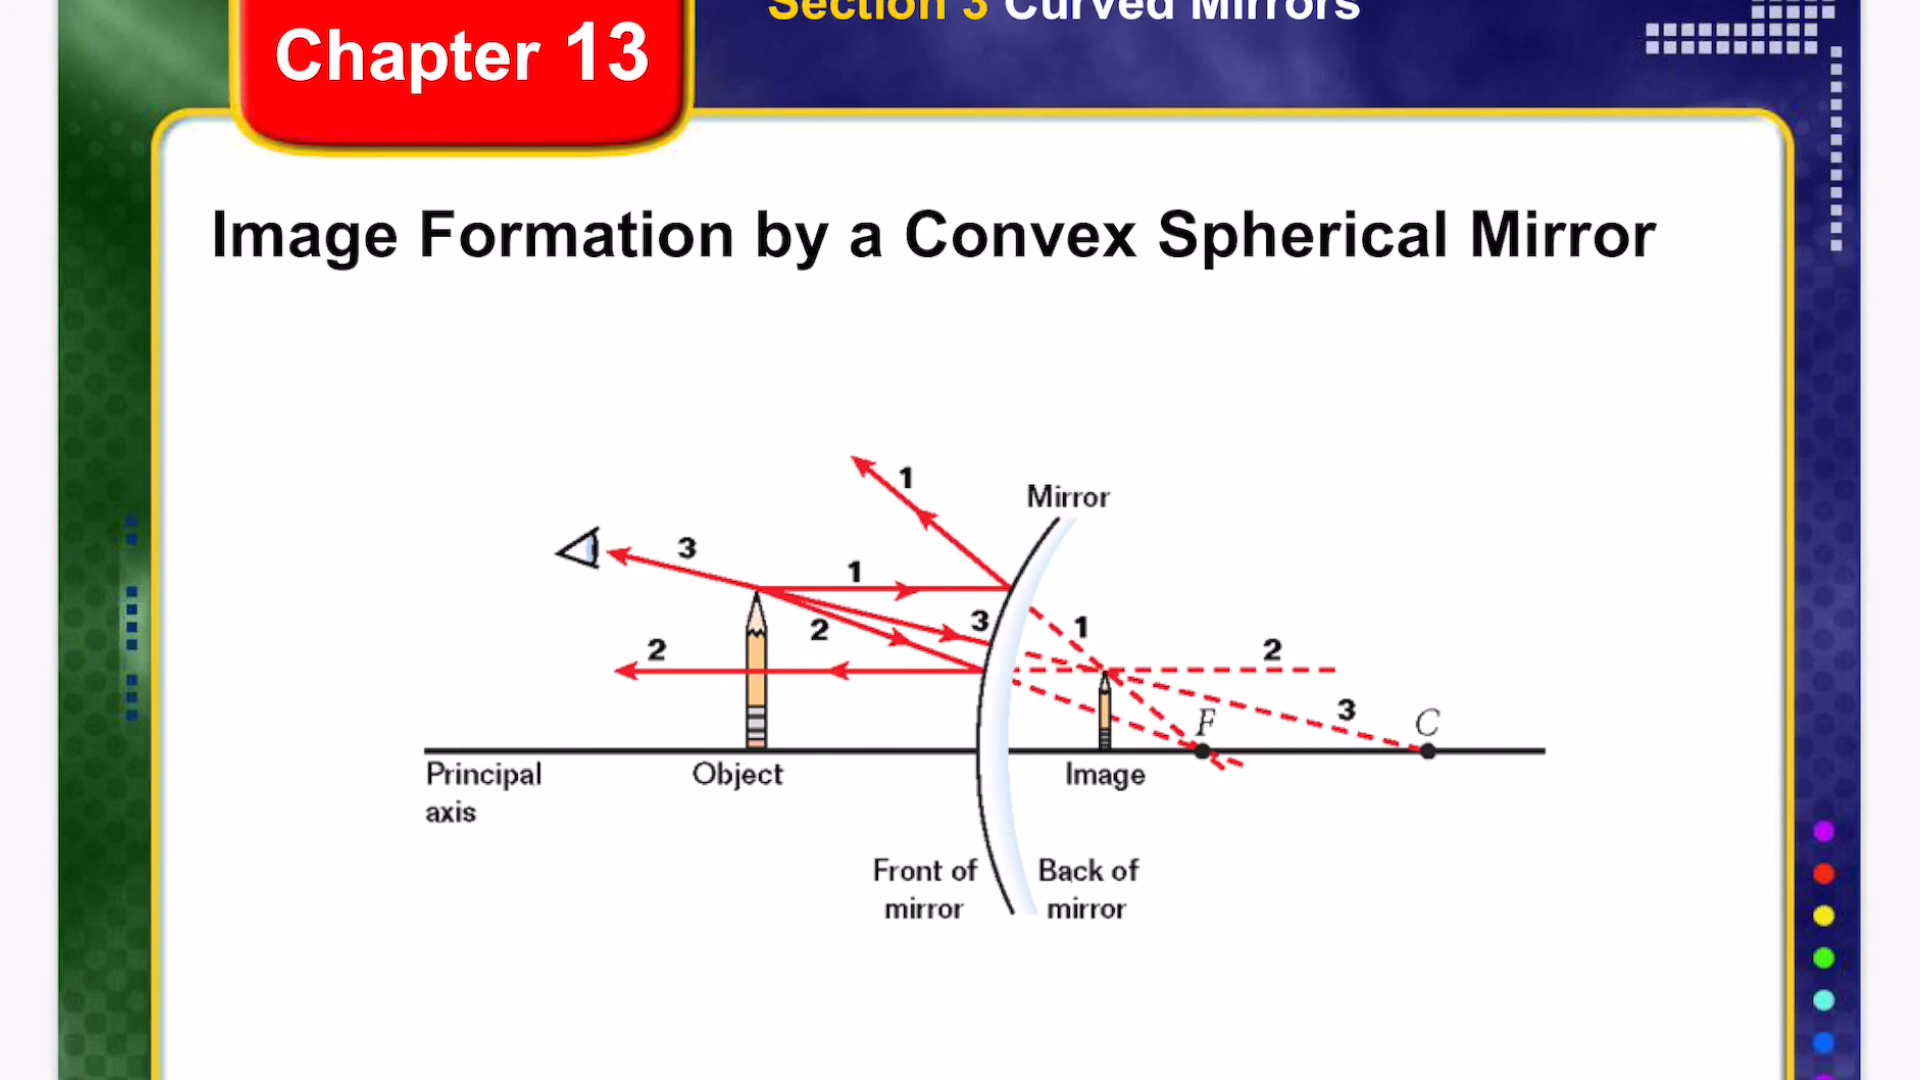 Section 3 Curved Mirrors
Chapter 13
Image Formation by a Convex Spherical Mirror
1
Mirror
3
1
3
1
2
2
2
3
F
C
Principal
axis
Object
Image
Front of
mirror
Back of
mirror